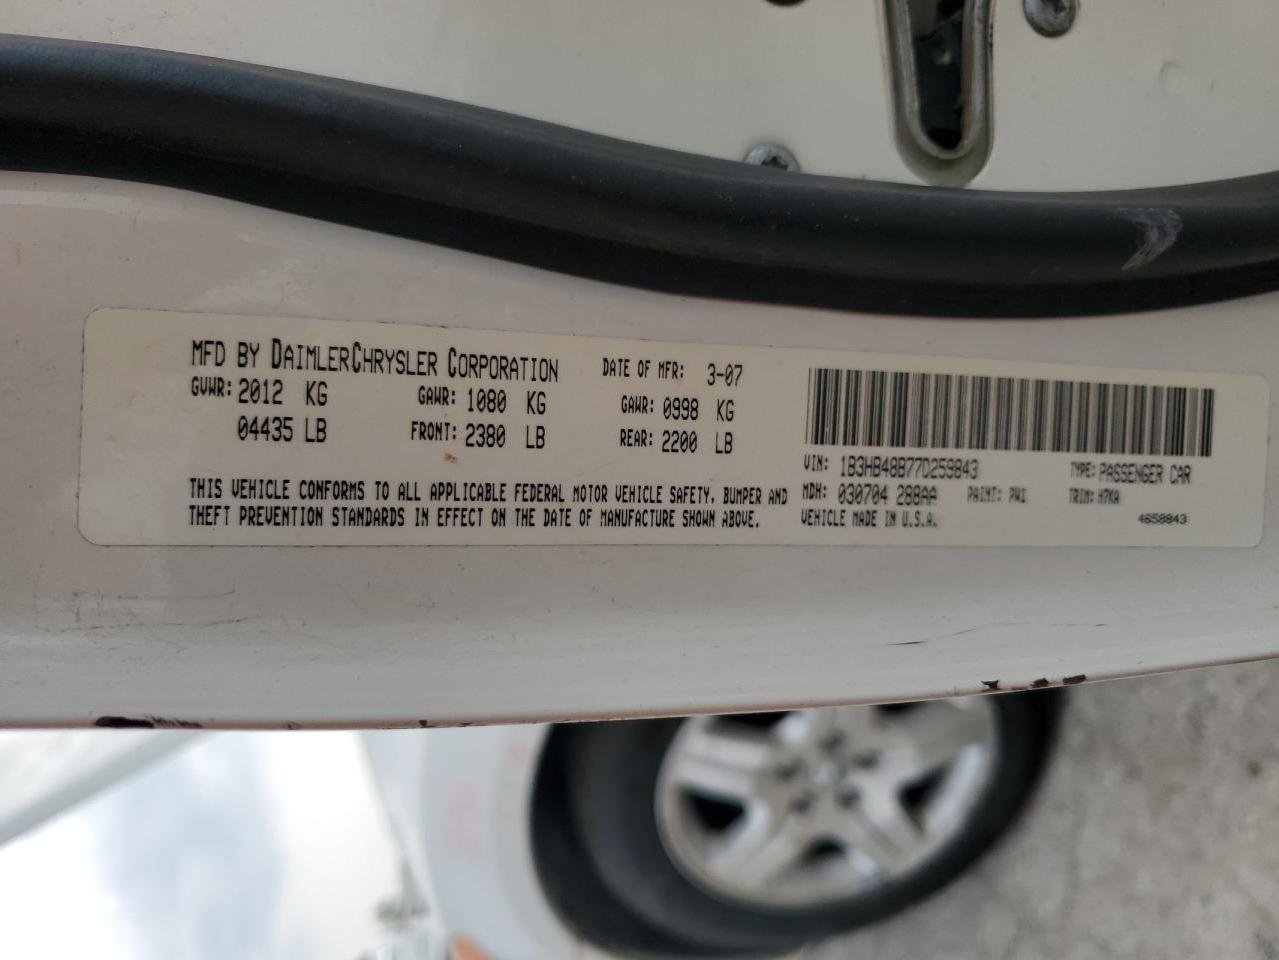 MFD BY DAIMLERCHRYSLER CORPORATION DATE OF MFR: 3-07
GVWR: 2012 KG GAWR: 1080 KG GAWR: 0998 KG
04435 LB FRONT: 2380 LB REAR: 2200 LB
THIS VEHICLE CONFORMS TO ALL APPLICABLE FEDERAL MOTOR VEHICLE SAFETY, BUMPER AND
THEFT PREVENTION STANDARDS IN EFFECT ON THE DATE OF MANUFACTURE SHOWN ABOVE.
VIN: 1B3HB48B77D259843 TYPE: PASSENGER CAR
MDH: 030704 288AA PAINT: PW1 TRIM: H7KA
VEHICLE MADE IN U.S.A. 4658843